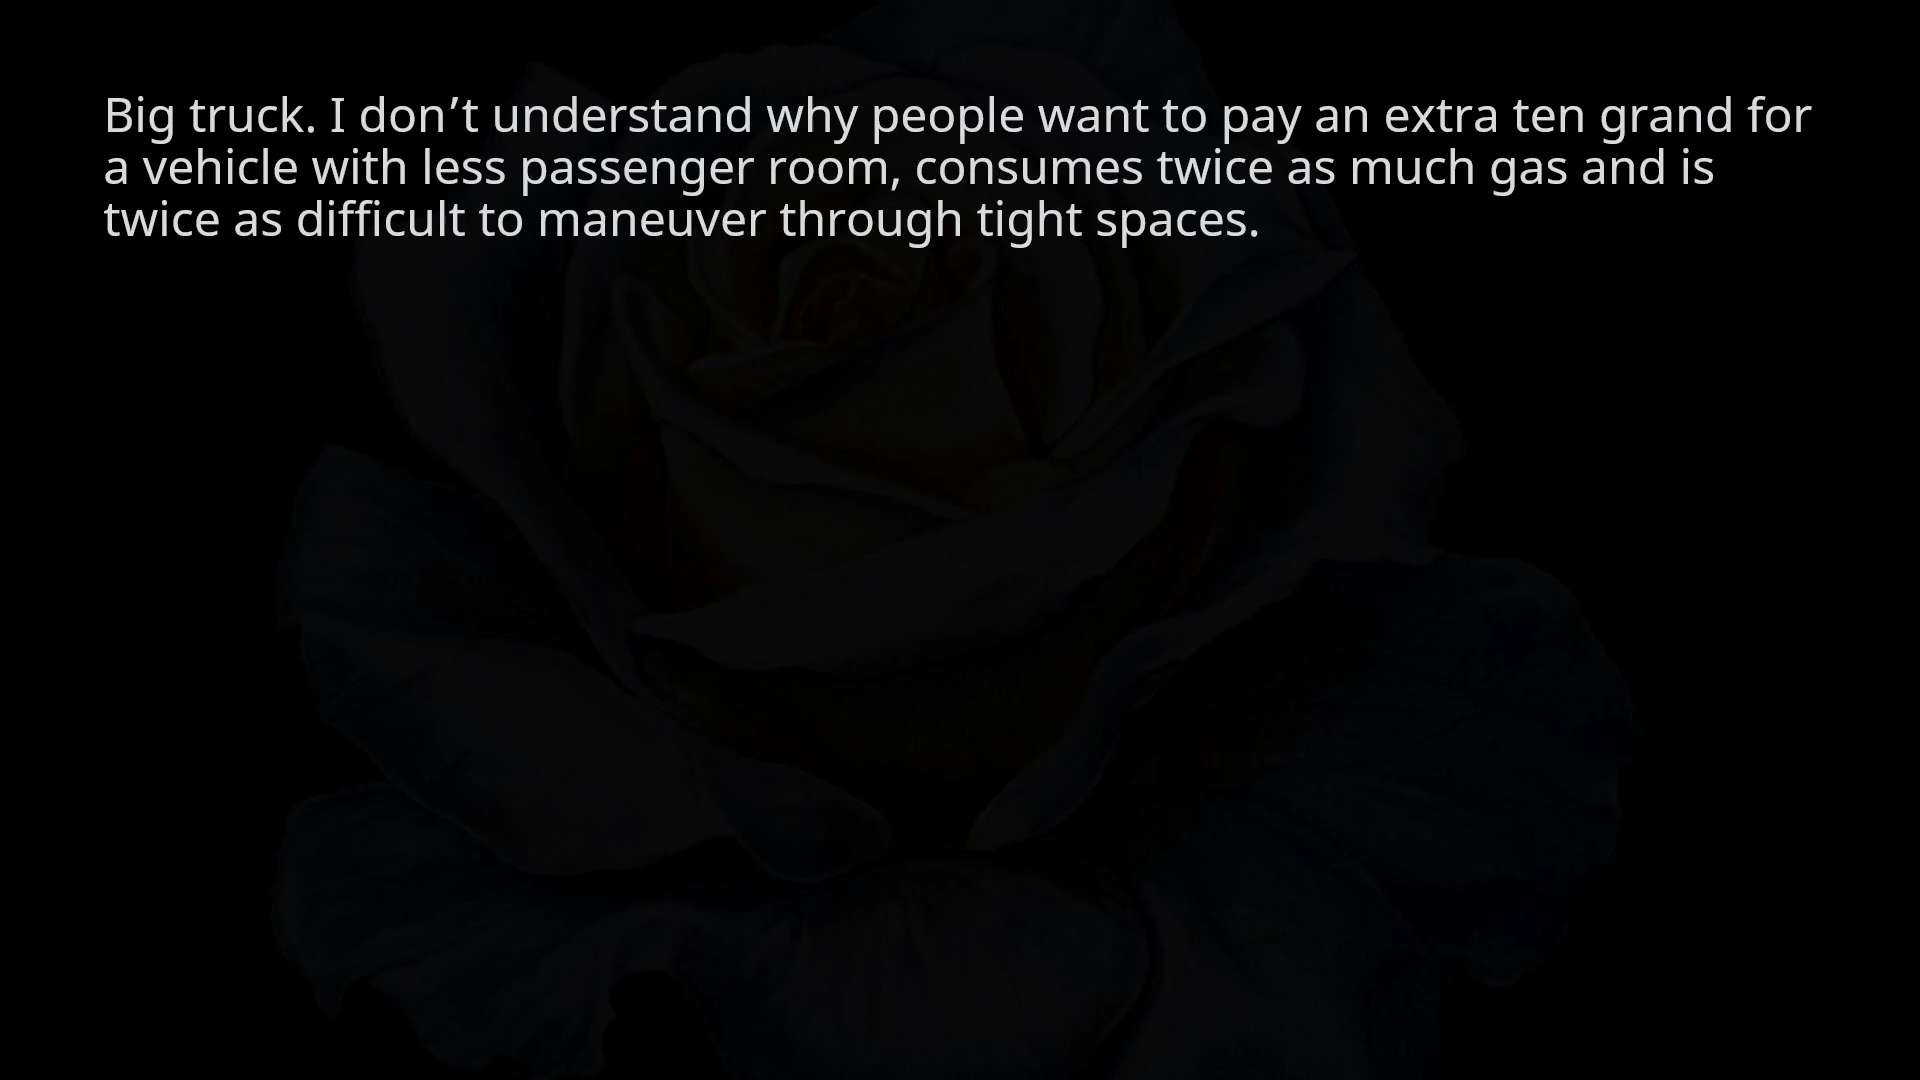 Big truck. I don’t understand why people want to pay an extra ten grand for
a vehicle with less passenger room, consumes twice as much gas and is
twice as difficult to maneuver through tight spaces.